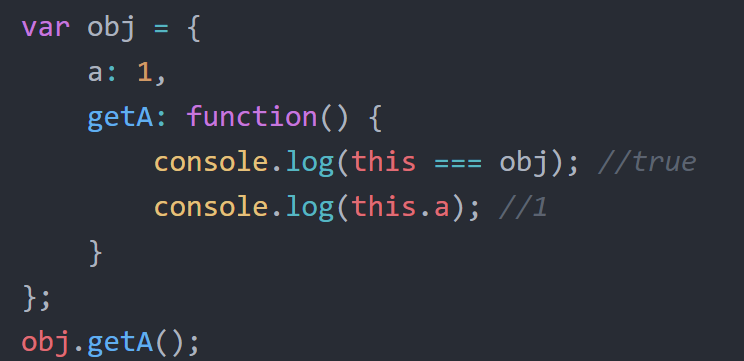 var obj = {
    a: 1,
    getA: function() {
        console.log(this === obj); //true
        console.log(this.a); //1
    }
};
obj.getA();